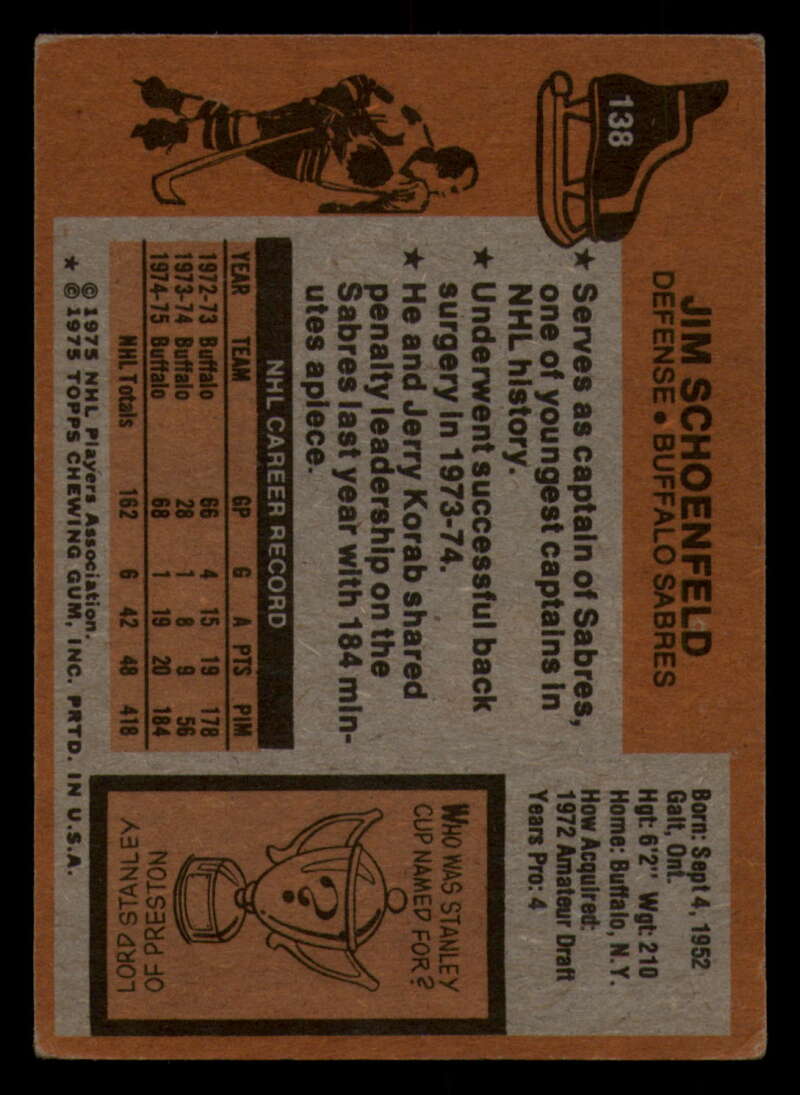 138
JIM SCHOENFELD
DEFENSE • BUFFALO SABRES
★ Serves as captain of Sabres,
one of youngest captains in
NHL history.
★ Underwent successful back
surgery in 1973-74.
★ He and Jerry Korab shared
penalty leadership on the
Sabres last year with 184 min-
utes apiece.
Born: Sept 4, 1952
Galt, Ont.
Hgt: 6'2" Wgt: 210
Home: Buffalo, N.Y.
How Acquired:
1972 Amateur Draft
Years Pro: 4
NHL CAREER RECORD
YEAR TEAM GP G A PTS PIM
1972-73 Buffalo 66 4 15 19 178
1973-74 Buffalo 28 1 8 9 56
1974-75 Buffalo 68 1 19 20 184
NHL Totals 162 6 42 48 418
WHO WAS STANLEY
CUP NAMED FOR?
?
LORD STANLEY
OF PRESTON
© 1975 NHL Players Association.
★ © 1975 TOPPS CHEWING GUM, INC. PRTD. IN U.S.A.